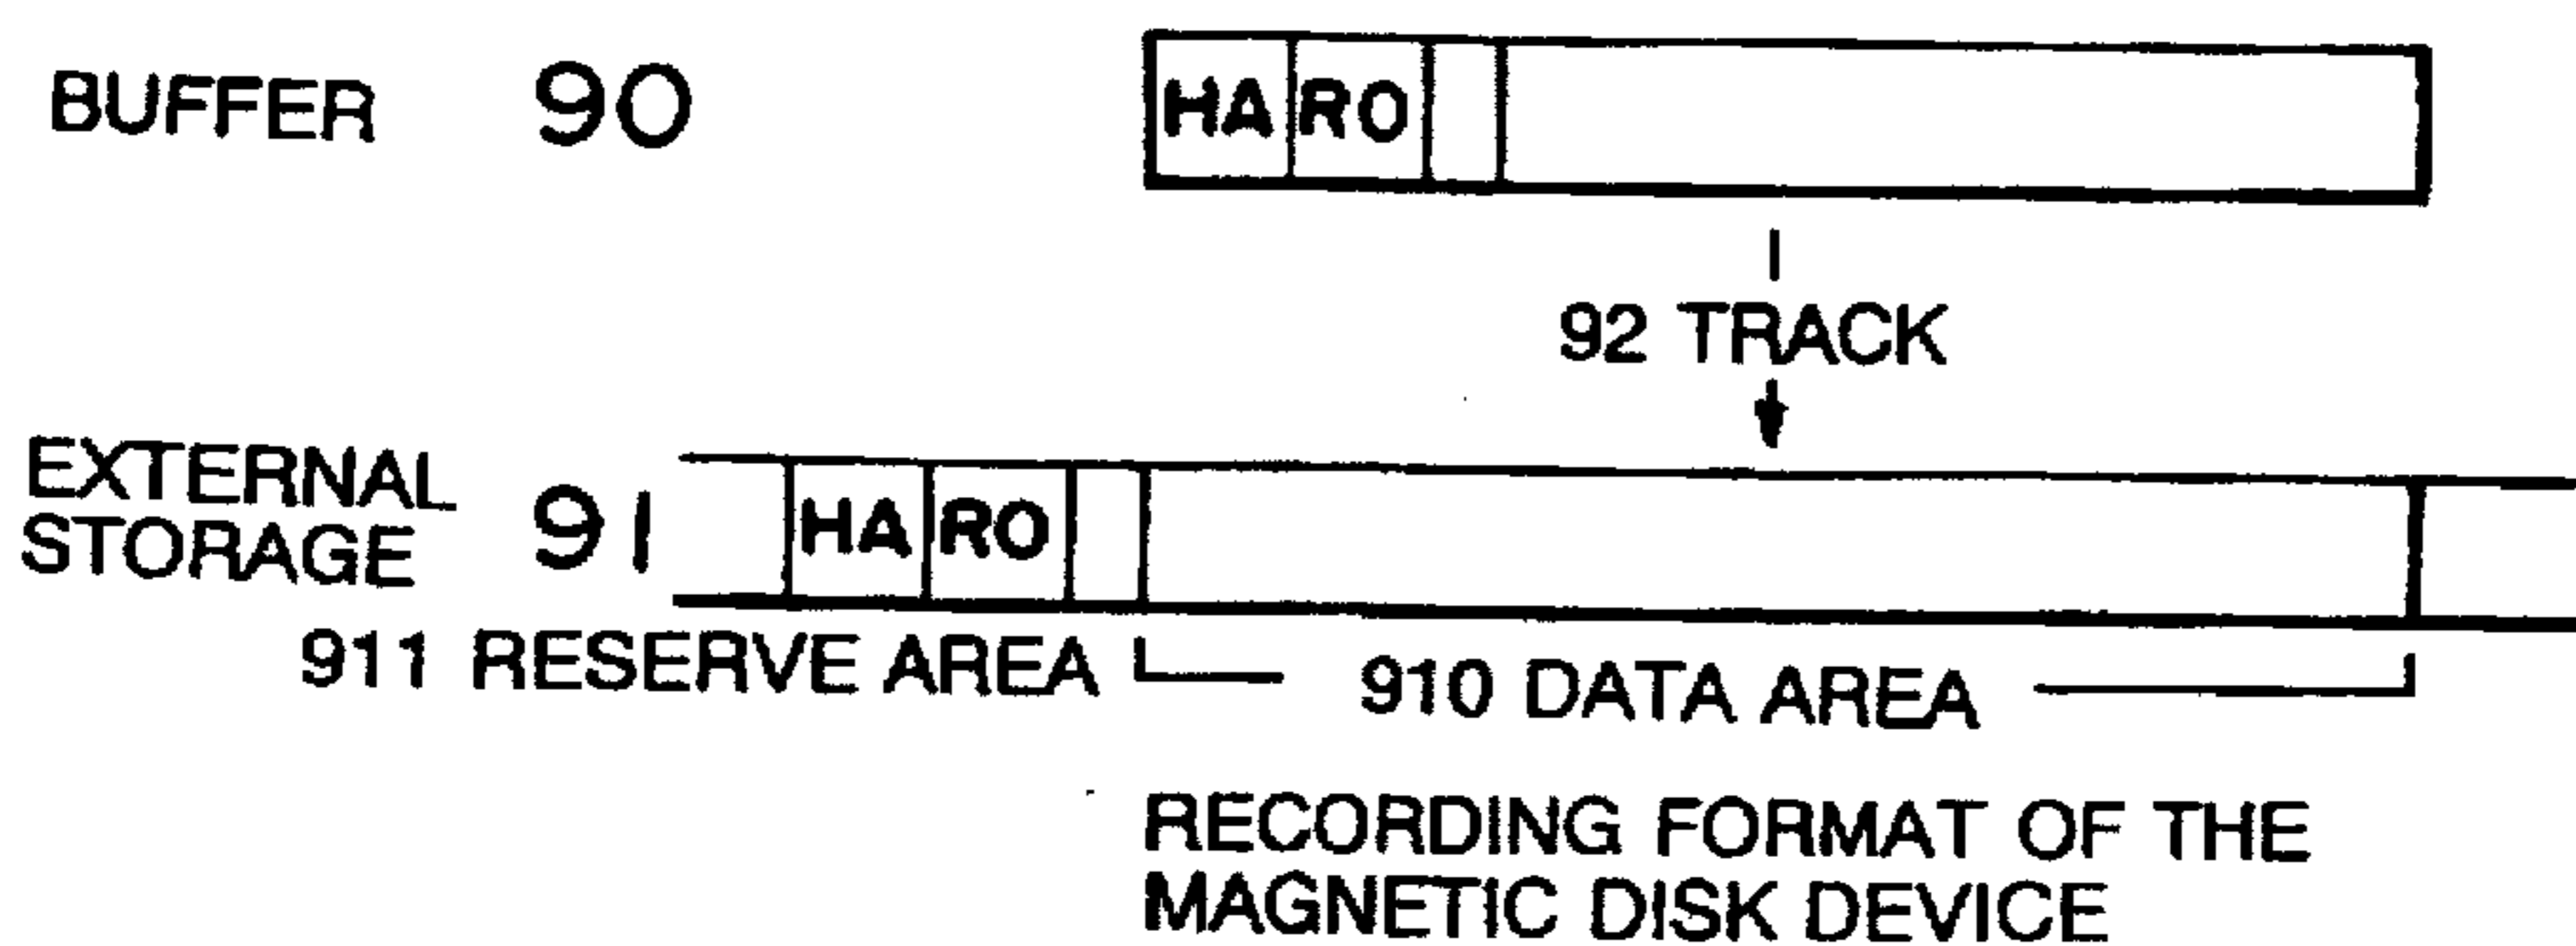 BUFFER 90 HA RO
92 TRACK
EXTERNAL
STORAGE 91 HA RO
911 RESERVE AREA 910 DATA AREA
RECORDING FORMAT OF THE
MAGNETIC DISK DEVICE